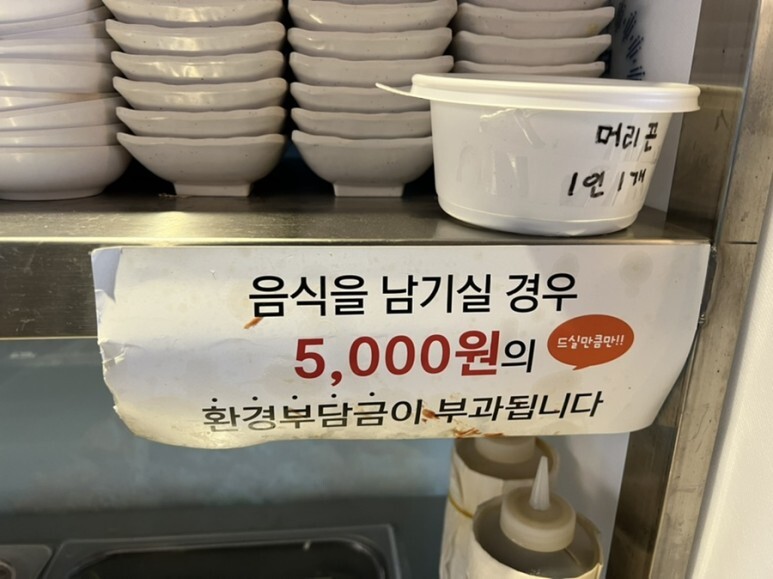 머리끈
1인 1개
음식을 남기실 경우
5,000원의
드실만큼만!!
환경부담금이 부과됩니다